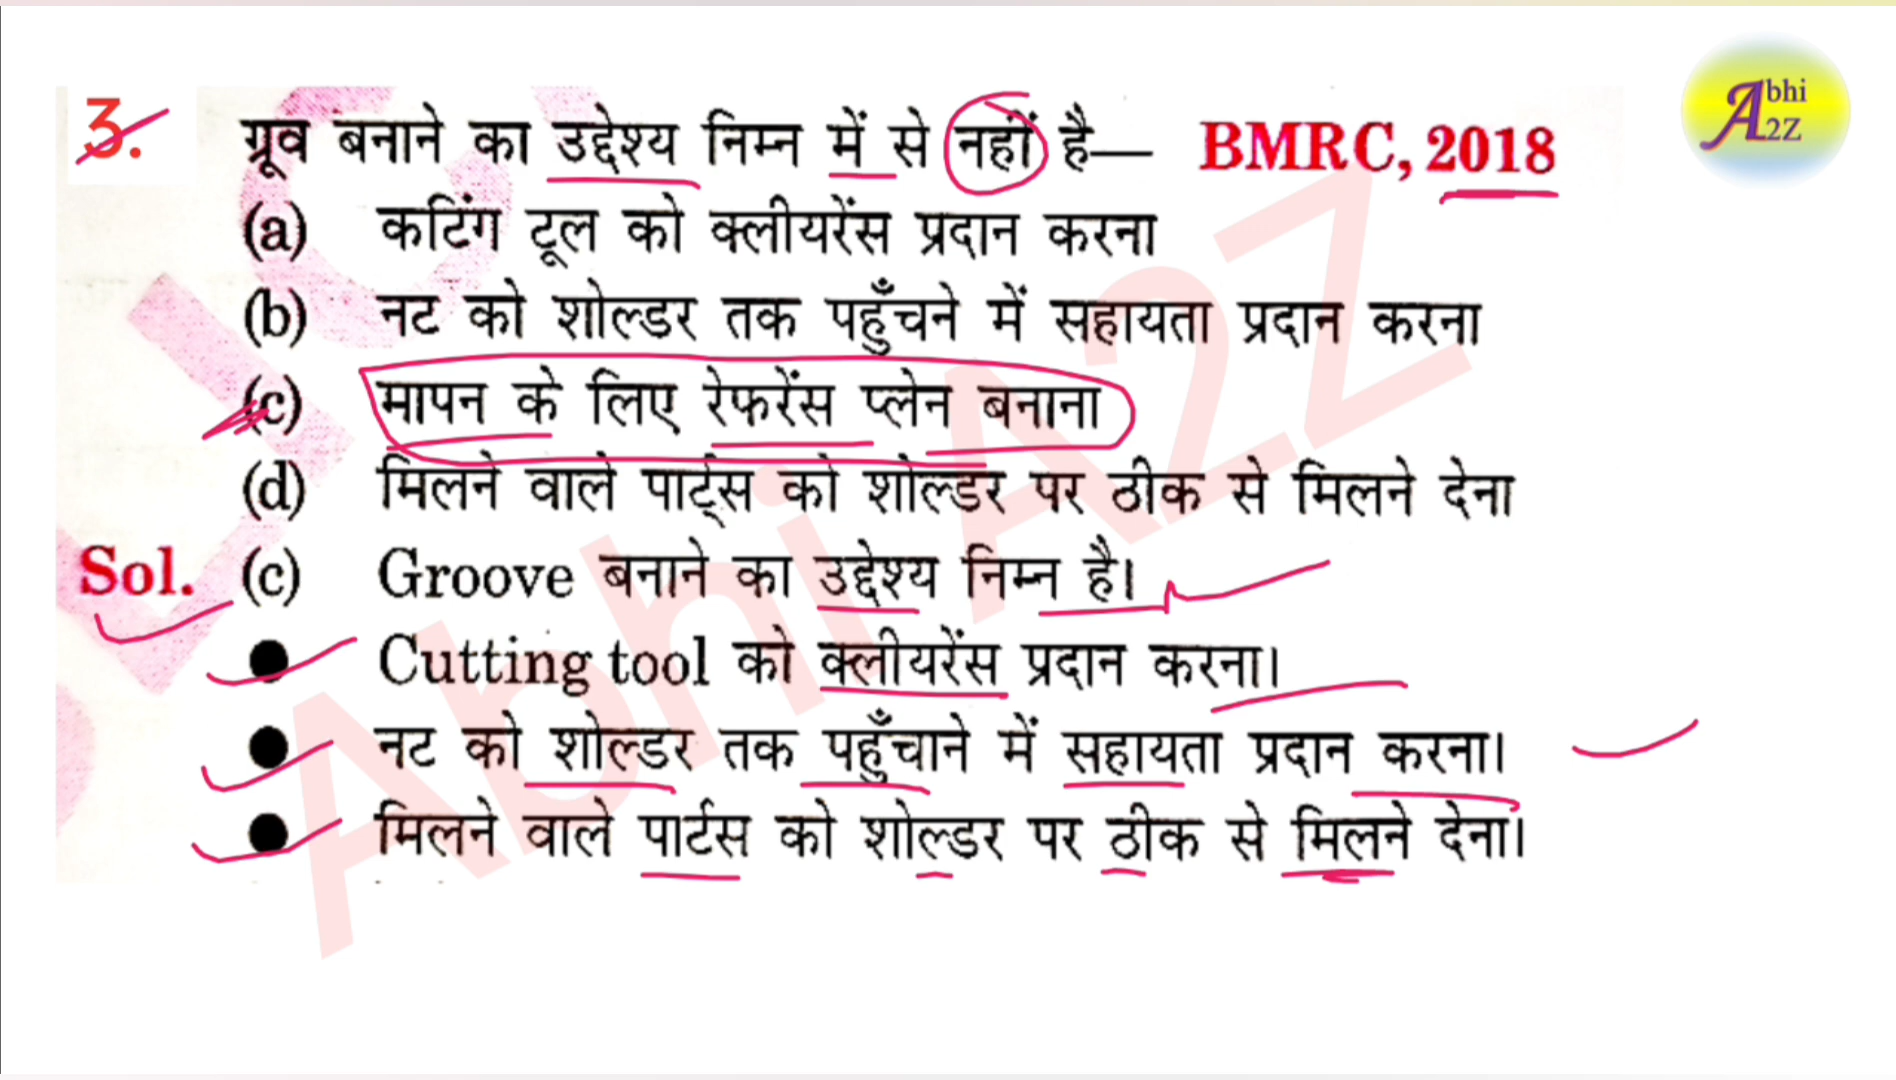 Abhi
A2Z
3. ग्रूव बनाने का उद्देश्य निम्न में से नहीं है— BMRC, 2018
(a) कटिंग टूल को क्लीयरेंस प्रदान करना
(b) नट को शोल्डर तक पहुँचने में सहायता प्रदान करना
(c) मापन के लिए रेफरेंस प्लेन बनाना
(d) मिलने वाले पार्ट्स को शोल्डर पर ठीक से मिलने देना
Sol. (c) Groove बनाने का उद्देश्य निम्न है।
● Cutting tool को क्लीयरेंस प्रदान करना।
● नट को शोल्डर तक पहुँचाने में सहायता प्रदान करना।
● मिलने वाले पार्टस को शोल्डर पर ठीक से मिलने देना।
Abhi A2Z